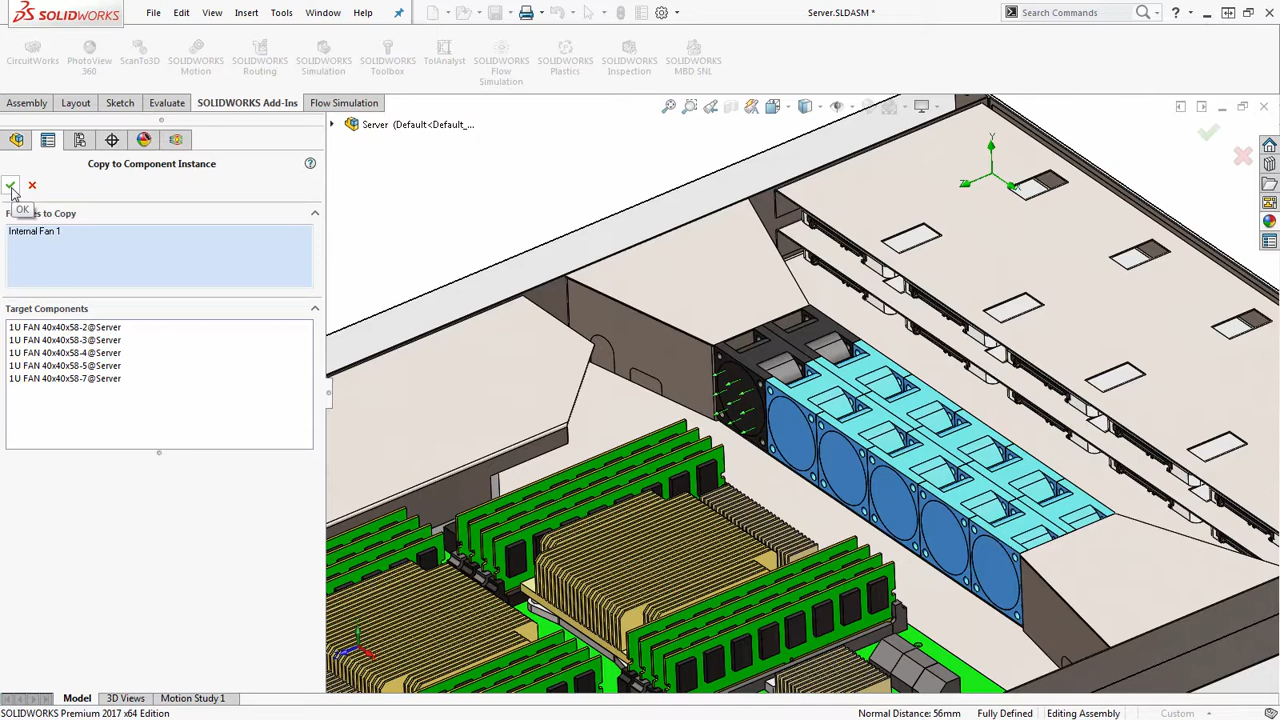 SOLIDWORKS
File
Edit
View
Insert
Tools
Window
Help
Server.SLDASM *
Search Commands
?
CircuitWorks
PhotoView
360
ScanTo3D
SOLIDWORKS
Motion
SOLIDWORKS
Routing
SOLIDWORKS
Simulation
SOLIDWORKS
Toolbox
TolAnalyst
SOLIDWORKS
Flow
Simulation
SOLIDWORKS
Plastics
SOLIDWORKS
Inspection
SOLIDWORKS
MBD SNL
Assembly
Layout
Sketch
Evaluate
SOLIDWORKS Add-Ins
Flow Simulation
Server (Default<Default_...
Copy to Component Instance
?
OK
s to Copy
Internal Fan 1
Target Components
1U FAN 40x40x58-2@Server
1U FAN 40x40x58-3@Server
1U FAN 40x40x58-4@Server
1U FAN 40x40x58-5@Server
1U FAN 40x40x58-7@Server
Y
Z
X
Model
3D Views
Motion Study 1
SOLIDWORKS Premium 2017 x64 Edition
Normal Distance: 56mm
Fully Defined
Editing Assembly
Custom